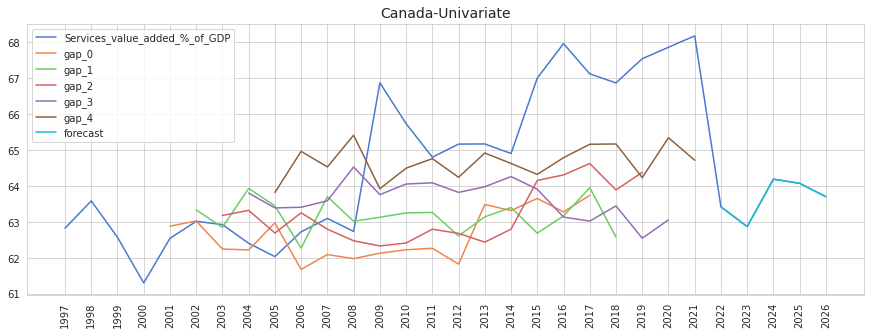 Canada-Univariate
Services_value_added_%_of_GDP
gap_0
gap_1
gap_2
gap_3
gap_4
forecast
68
67
66
65
64
63
62
61
1997 1998 1999 2000 2001 2002 2003 2004 2005 2006 2007 2008 2009 2010 2011 2012 2013 2014 2015 2016 2017 2018 2019 2020 2021 2022 2023 2024 2025 2026